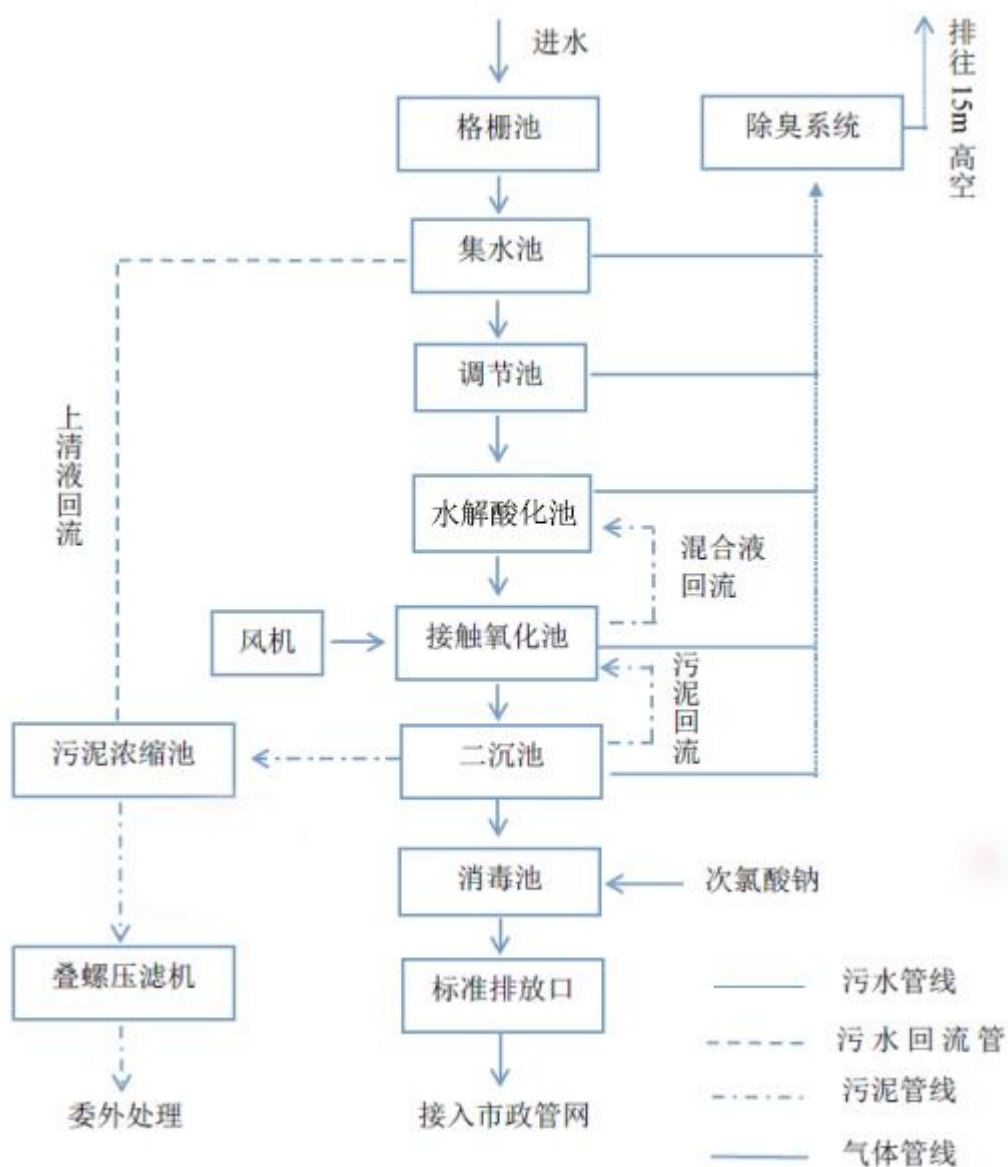 进水
排往 15m 高空
格栅池
除臭系统
集水池
调节池
上清液回流
水解酸化池
混合液
回流
风机
接触氧化池
污泥回流
污泥浓缩池
二沉池
消毒池
次氯酸钠
叠螺压滤机
标准排放口
污水管线
污水回流管
污泥管线
委外处理
接入市政管网
气体管线